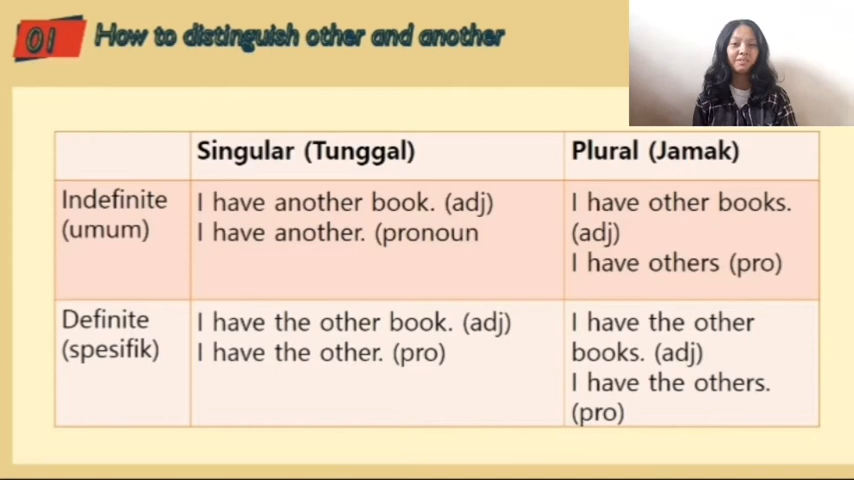 01 How to distinguish other and another
Singular (Tunggal)
Plural (Jamak)
Indefinite
(umum)
I have another book. (adj)
I have another. (pronoun
I have other books.
(adj)
I have others (pro)
Definite
(spesifik)
I have the other book. (adj)
I have the other. (pro)
I have the other
books. (adj)
I have the others.
(pro)